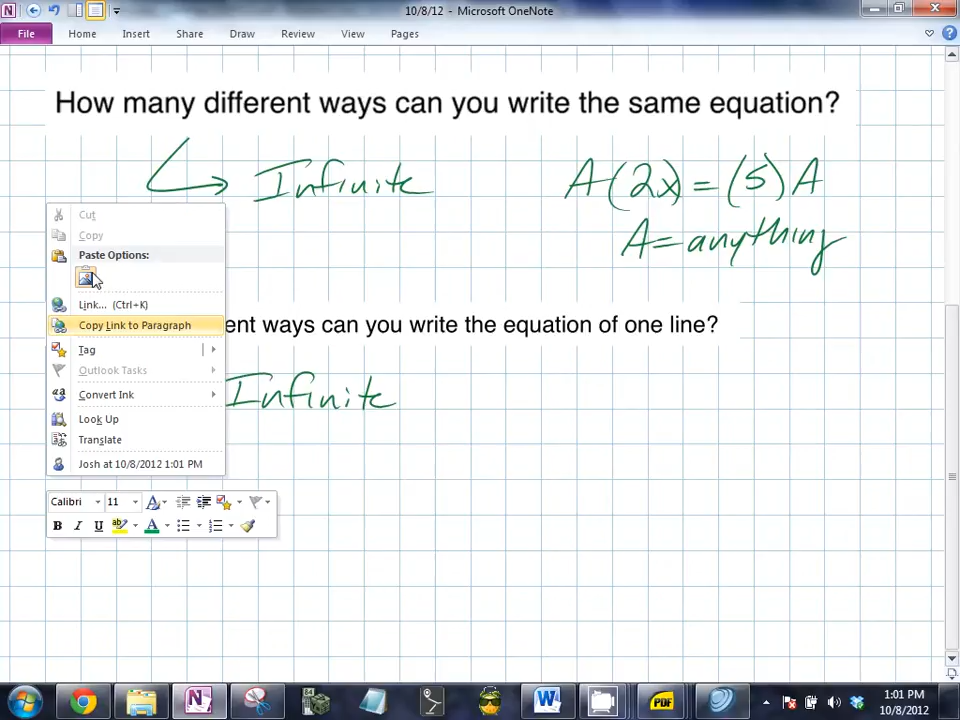 10/8/12 - Microsoft OneNote
File Home Insert Share Draw Review View Pages
How many different ways can you write the same equation?
Infinite
A(2x) = (5)A
A = anything
Cut
Copy
Paste Options:
Link... (Ctrl+K)
Copy Link to Paragraph
ent ways can you write the equation of one line?
Tag
Outlook Tasks
Convert Ink
Infinite
Look Up
Translate
Josh at 10/8/2012 1:01 PM
Calibri 11
B I U ab A
W PDF
1:01 PM
10/8/2012